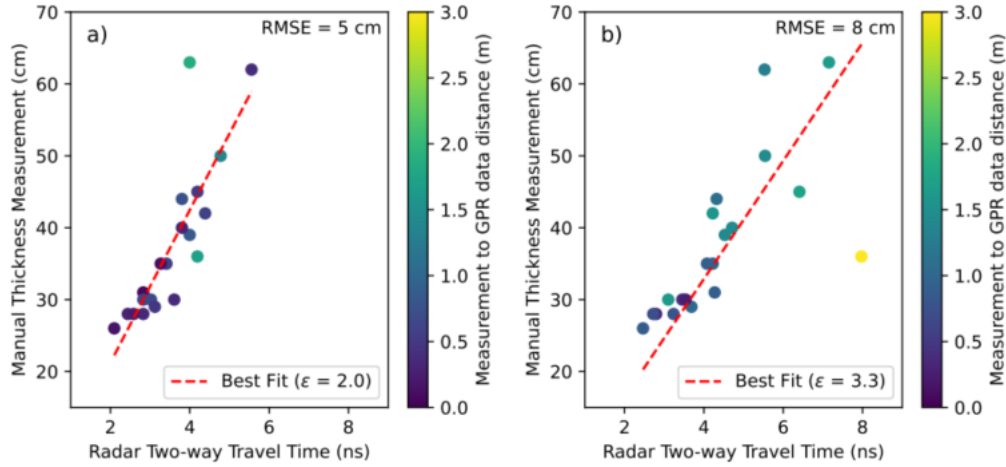 a)
RMSE = 5 cm
Manual Thickness Measurement (cm)
70
60
50
40
30
20
2
4
6
8
Radar Two-way Travel Time (ns)
Best Fit (ε = 2.0)
3.0
2.5
2.0
1.5
1.0
0.5
0.0
Measurement to GPR data distance (m)
b)
RMSE = 8 cm
Manual Thickness Measurement (cm)
70
60
50
40
30
20
2
4
6
8
Radar Two-way Travel Time (ns)
Best Fit (ε = 3.3)
3.0
2.5
2.0
1.5
1.0
0.5
0.0
Measurement to GPR data distance (m)